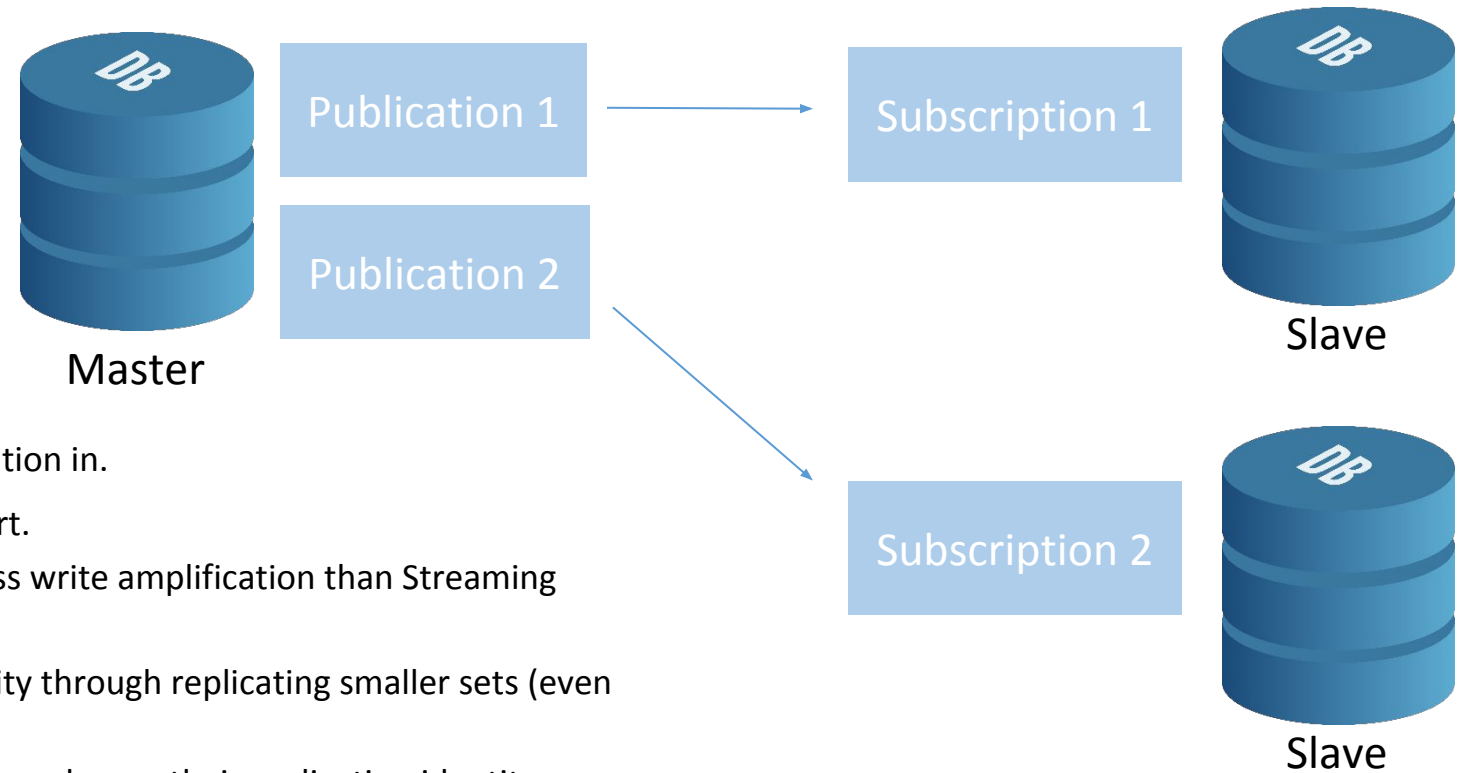 DB
Publication 1
Subscription 1
DB
Publication 2
Slave
Master
tion in.
rt.
ss write amplification than Streaming
Subscription 2
DB
ity through replicating smaller sets (even
Slave